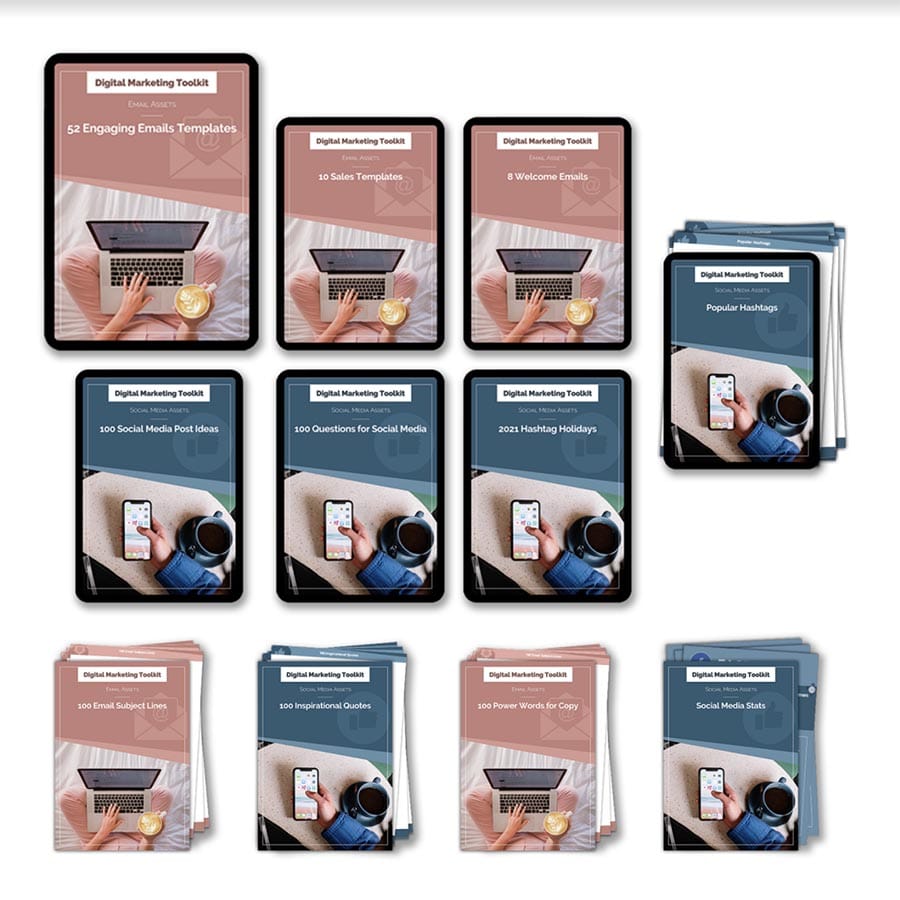 Digital Marketing Toolkit
EMAIL ASSETS
52 Engaging Emails Templates
Digital Marketing Toolkit
EMAIL ASSETS
10 Sales Templates
Digital Marketing Toolkit
EMAIL ASSETS
8 Welcome Emails
Popular Hashtags
Digital Marketing Toolkit
SOCIAL MEDIA ASSETS
Popular Hashtags
Digital Marketing Toolkit
SOCIAL MEDIA ASSETS
100 Social Media Post Ideas
Digital Marketing Toolkit
SOCIAL MEDIA ASSETS
100 Questions for Social Media
Digital Marketing Toolkit
SOCIAL MEDIA ASSETS
2021 Hashtag Holidays
Digital Marketing Toolkit
EMAIL ASSETS
100 Email Subject Lines
Digital Marketing Toolkit
SOCIAL MEDIA ASSETS
100 Inspirational Quotes
Digital Marketing Toolkit
EMAIL ASSETS
100 Power Words for Copy
Digital Marketing Toolkit
SOCIAL MEDIA ASSETS
Social Media Stats